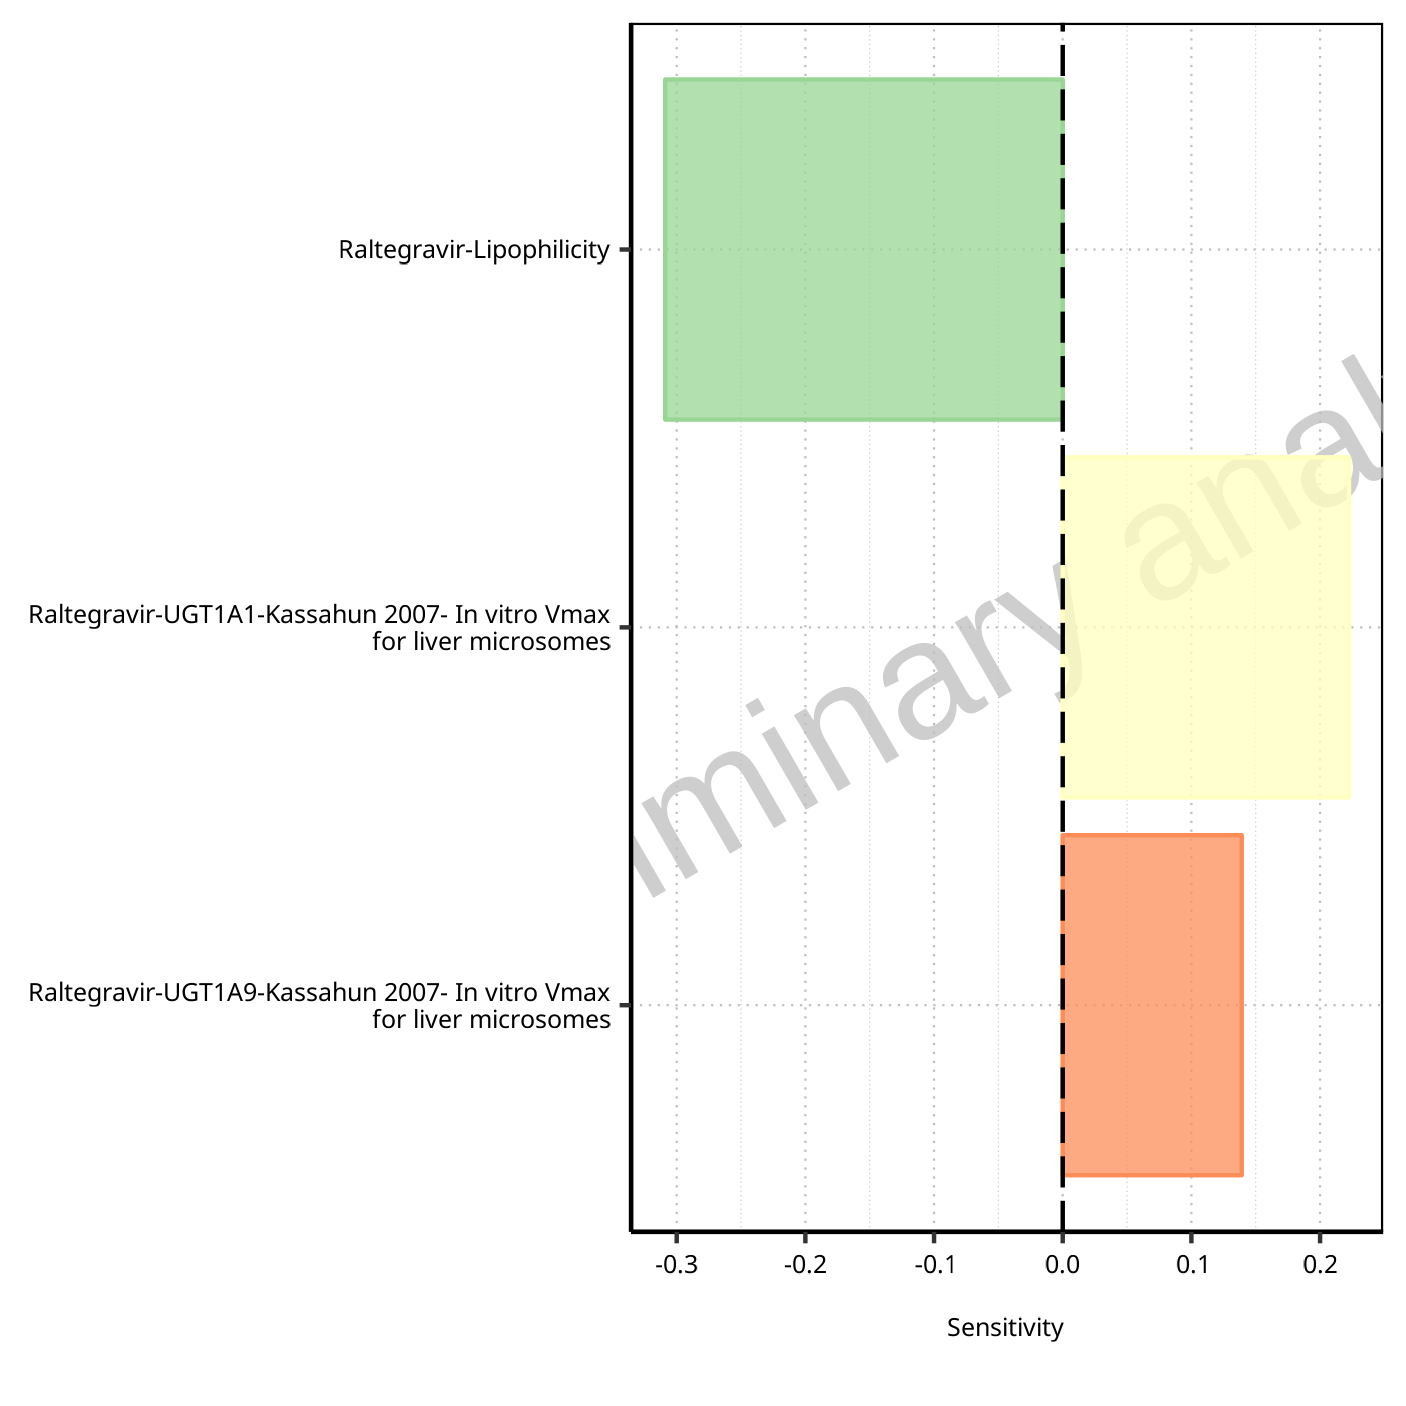 Raltegravir-Lipophilicity
Raltegravir-UGT1A1-Kassahun 2007- In vitro Vmax
for liver microsomes
Raltegravir-UGT1A9-Kassahun 2007- In vitro Vmax
for liver microsomes
minary anal
-0.3 -0.2 -0.1 0.0 0.1 0.2
Sensitivity